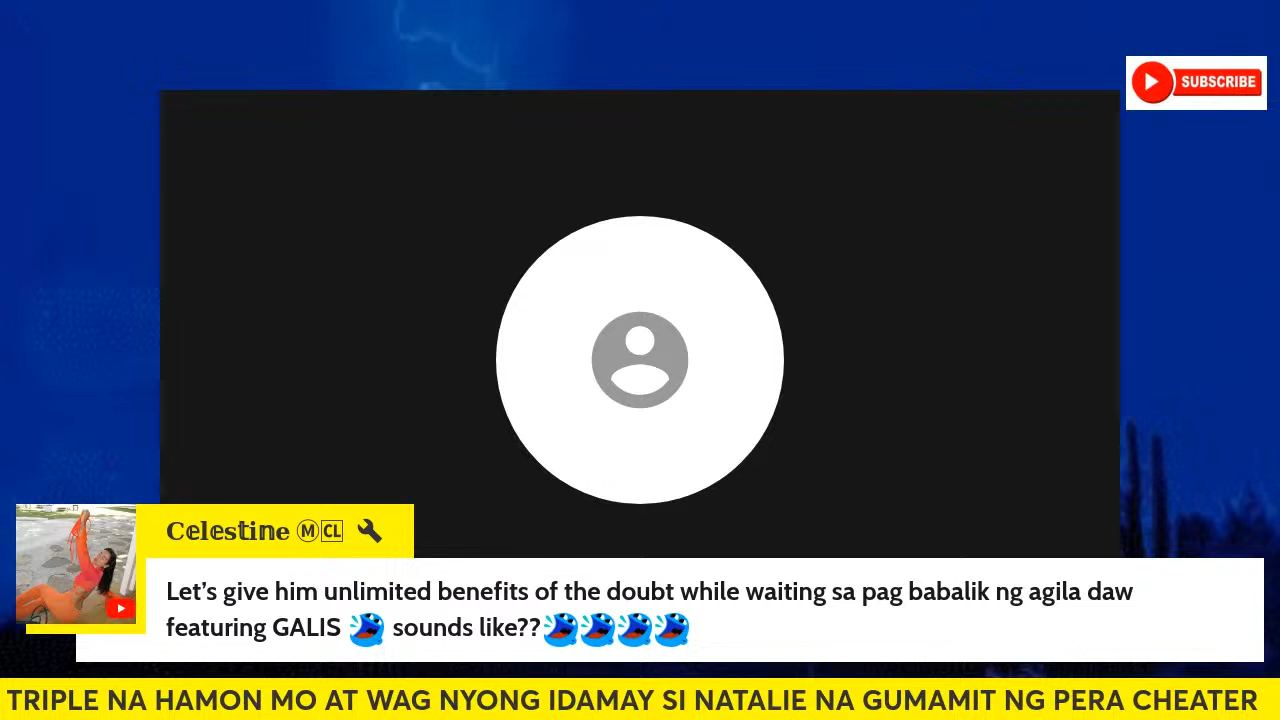 SUBSCRIBE
Celestine Ⓜ🄲🄻
Let’s give him unlimited benefits of the doubt while waiting sa pag babalik ng agila daw
featuring GALIS 🤣 sounds like??🤣🤣🤣🤣
TRIPLE NA HAMON MO AT WAG NYONG IDAMAY SI NATALIE NA GUMAMIT NG PERA CHEATER